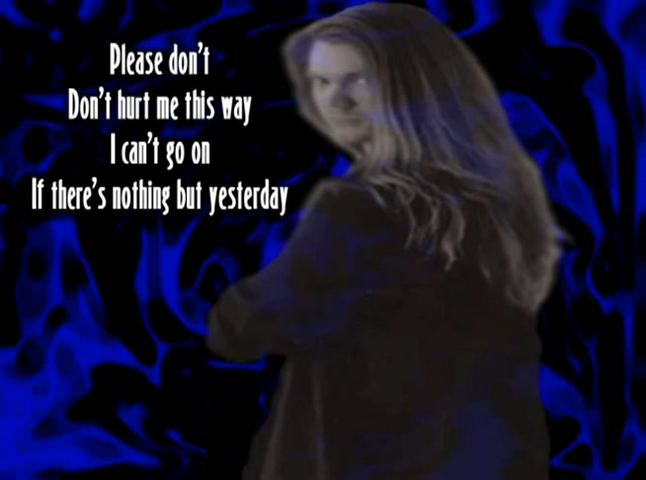 Please don't
Don't hurt me this way
I can't go on
If there's nothing but yesterday